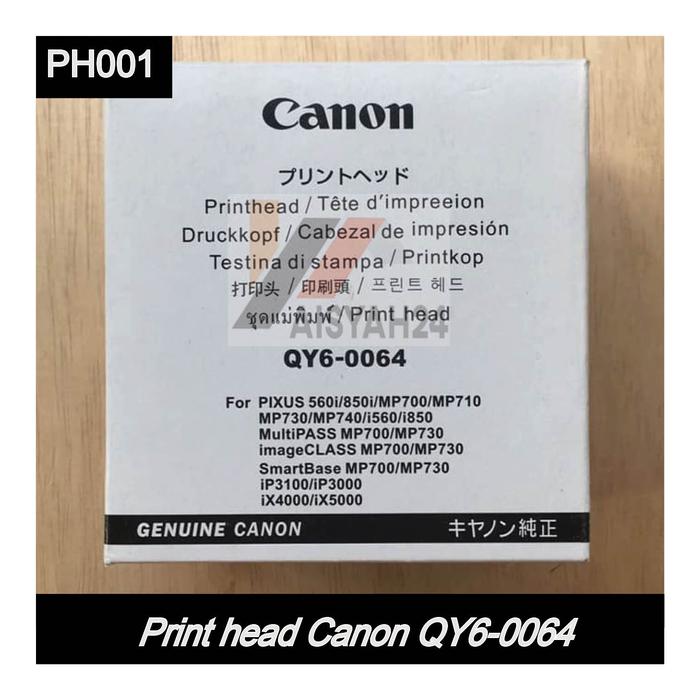 PH001
Canon
プリントヘッド
Printhead / Tête d'impreeion
Druckkopf / Cabezal de impresión
Testina di stampa / Printkop
打印头 / 印刷頭 / 프린트 헤드
ชุดแม่พิมพ์ / Print head
AISYAH24
QY6-0064
For PIXUS 560i/850i/MP700/MP710
MP730/MP740/i560/i850
MultiPASS MP700/MP730
imageCLASS MP700/MP730
SmartBase MP700/MP730
iP3100/iP3000
iX4000/iX5000
GENUINE CANON キヤノン純正
Print head Canon QY6-0064